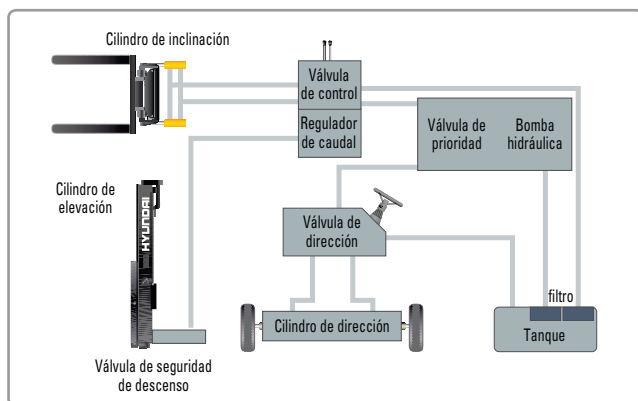 Cilindro de inclinación
Válvula
de control
Regulador
de caudal
Válvula de
prioridad
Bomba
hidráulica
Cilindro de
elevación
HYUNDAI
Válvula de
dirección
filtro
Cilindro de dirección
Tanque
Válvula de seguridad
de descenso